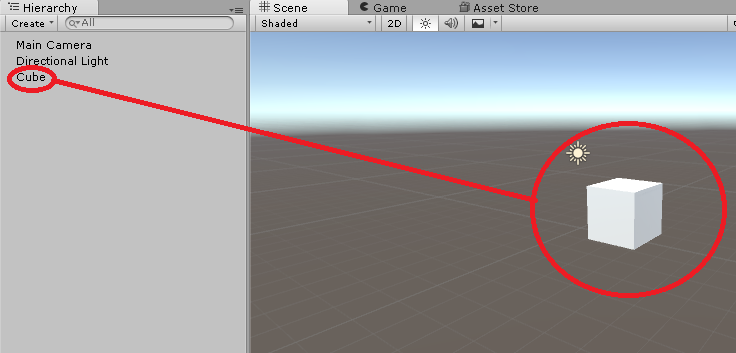 Hierarchy
Create All
Main Camera
Directional Light
Cube
Scene Game Asset Store
Shaded 2D